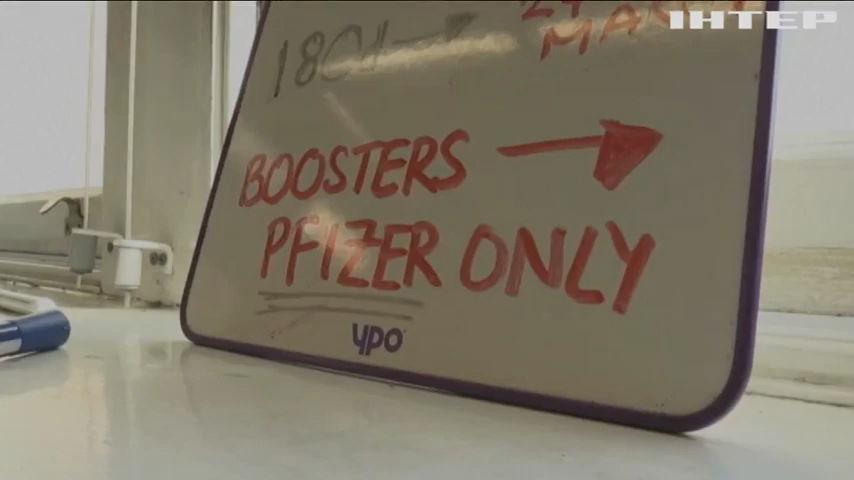 ІНТЕР
BOOSTERS
PFIZER ONLY
ypo